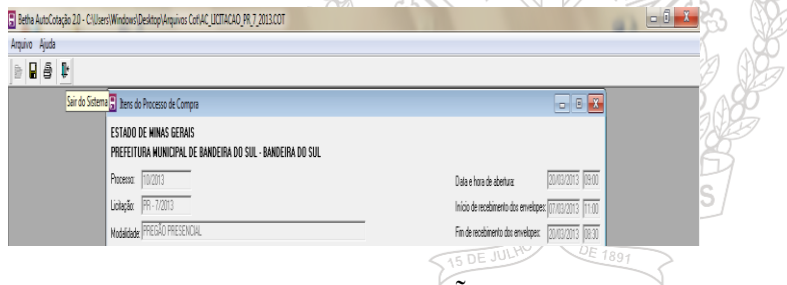 Betha AutoCotação 2.0 - C:\Users\Windows\Desktop\Arquivos Cot\AC_LICITACAO_PR_7_2013.COT
Arquivo Ajuda
Sair do Sistema
Itens do Processo de Compra
ESTADO DE MINAS GERAIS
PREFEITURA MUNICIPAL DE BANDEIRA DO SUL - BANDEIRA DO SUL
Processo: 10/2013
Data e hora de abertura: 20/03/2013 09:00
Licitação: PR - 7/2013
Início de recebimento dos envelopes: 07/03/2013 11:00
Modalidade: PREGÃO PRESENCIAL
Fim de recebimento dos envelopes: 20/03/2013 08:30
15 DE JULHO DE 1891